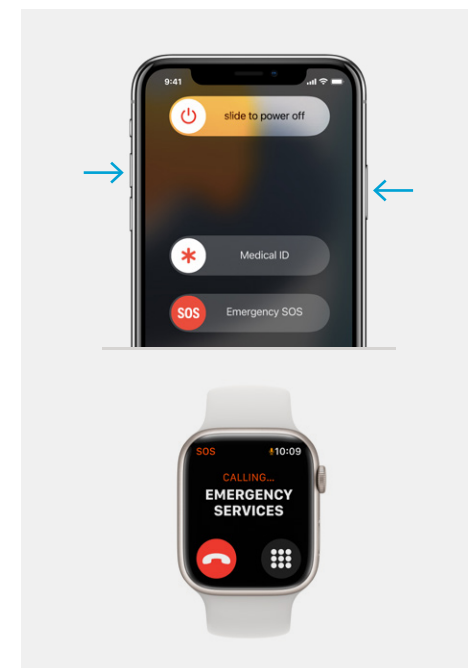 9:41
slide to power off
Medical ID
SOS
Emergency SOS
SOS
10:09
CALLING...
EMERGENCY
SERVICES